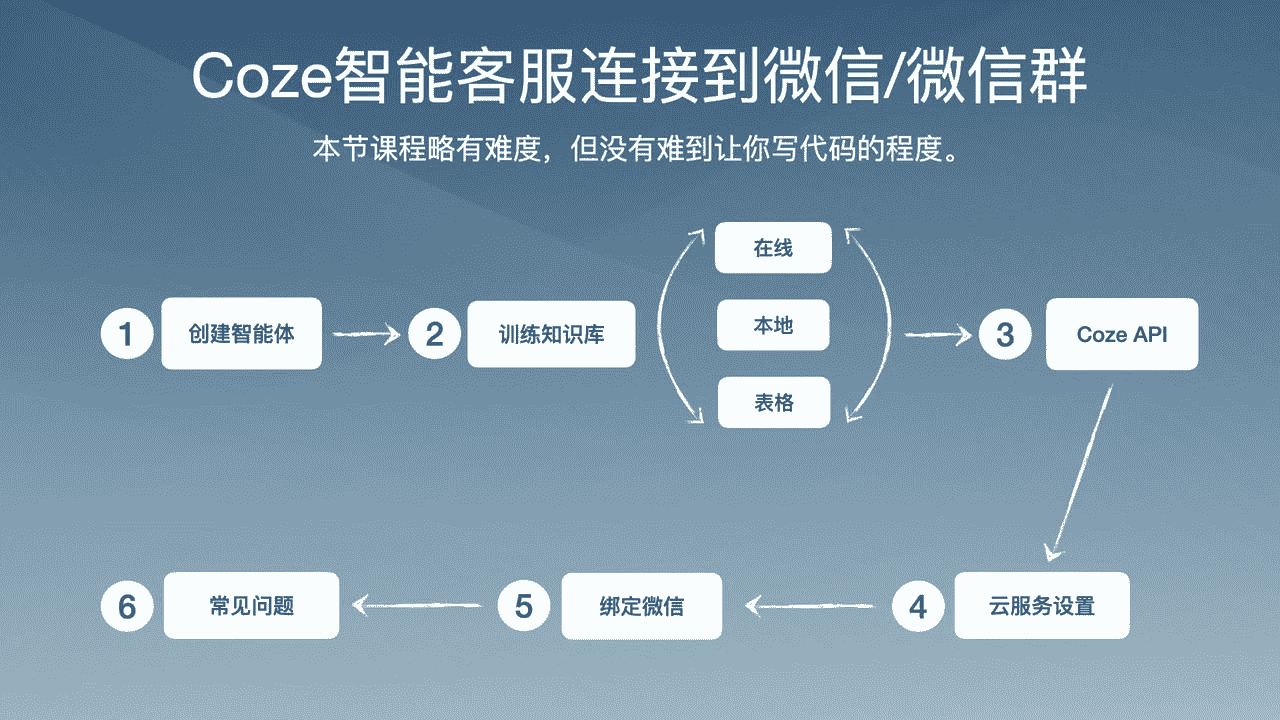 Coze智能客服连接到微信/微信群
本节课程略有难度，但没有难到让你写代码的程度。
1
创建智能体
2
训练知识库
在线
本地
表格
3
Coze API
4
云服务设置
5
绑定微信
6
常见问题